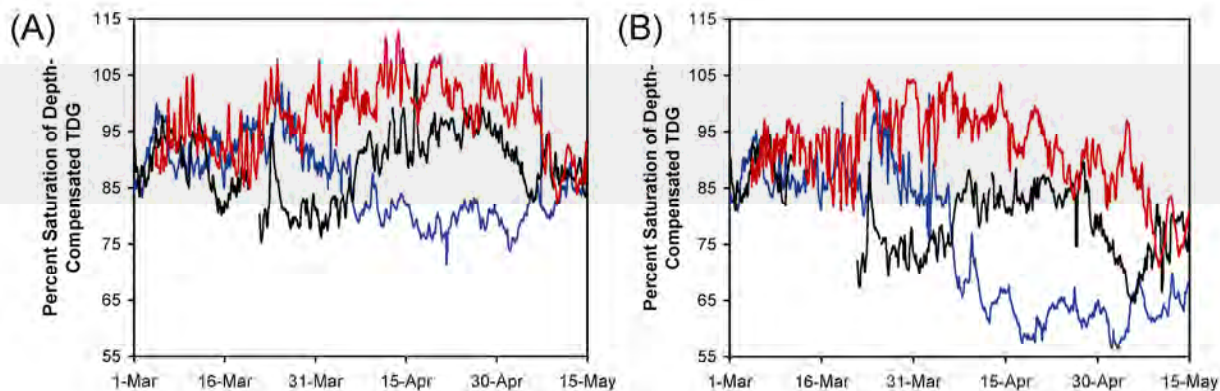 (A)
Percent Saturation of Depth-
Compensated TDG
115
105
95
85
75
65
55
1-Mar 16-Mar 31-Mar 15-Apr 30-Apr 15-May
(B)
Percent Saturation of Depth-
Compensated TDG
115
105
95
85
75
65
55
1-Mar 16-Mar 31-Mar 15-Apr 30-Apr 15-May